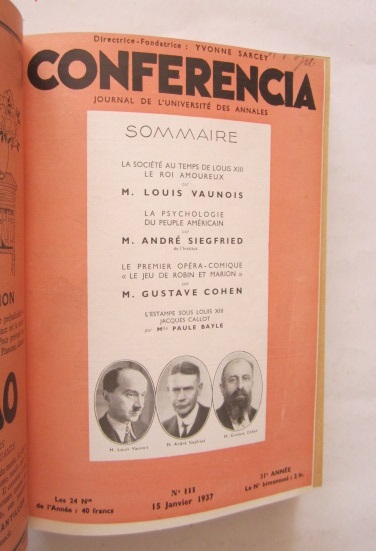 Directrice-Fondatrice : YVONNE SARCEY
CONFERENCIA
JOURNAL DE L'UNIVERSITÉ DES ANNALES
SOMMAIRE
LA SOCIÉTÉ AU TEMPS DE LOUIS XIII
LE ROI AMOUREUX
par
M. LOUIS VAUNOIS
LA PSYCHOLOGIE
DU PEUPLE AMÉRICAIN
par
M. ANDRÉ SIEGFRIED
de l'Institut
LE PREMIER OPÉRA-COMIQUE
« LE JEU DE ROBIN ET MARION »
par
M. GUSTAVE COHEN
L'ESTAMPE SOUS LOUIS XIII
JACQUES CALLOT
par Mlle PAULE BAYLE
M. Louis Vaunois
M. André Siegfried
M. Gustave Cohen
Les 24 Nos
de l'Année : 40 francs
N° III
15 Janvier 1937
31e ANNÉE
Le N° bimensuel : 2 fr.